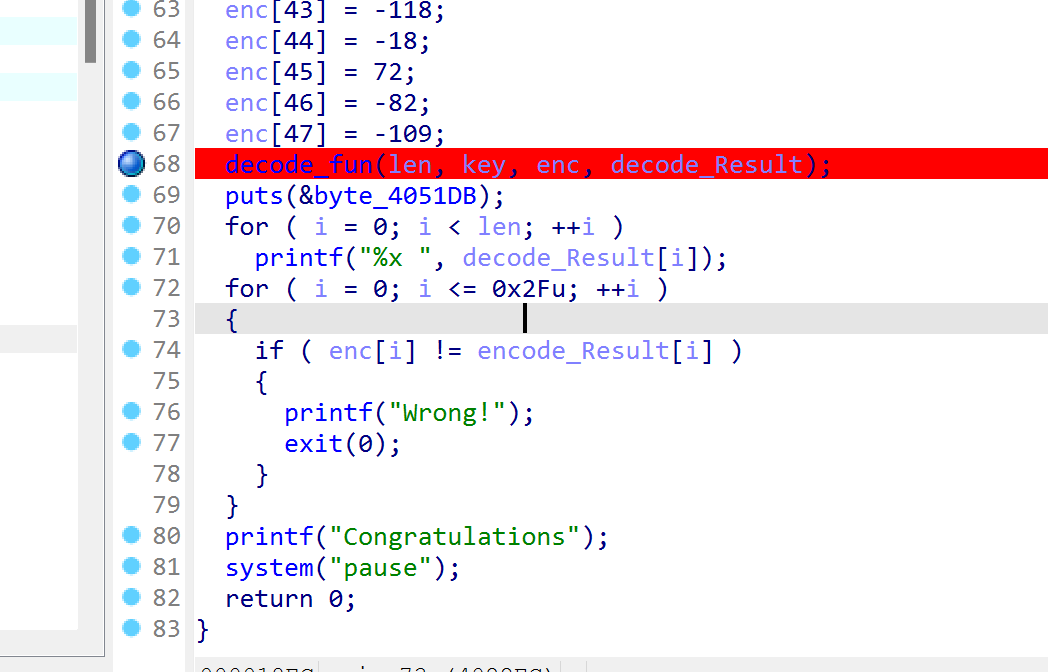 63 enc[43] = -118;
64 enc[44] = -18;
65 enc[45] = 72;
66 enc[46] = -82;
67 enc[47] = -109;
68 decode_fun(len, key, enc, decode_Result);
69 puts(&byte_4051DB);
70 for ( i = 0; i < len; ++i )
71 printf("%x ", decode_Result[i]);
72 for ( i = 0; i <= 0x2Fu; ++i )
73 {
74 if ( enc[i] != encode_Result[i] )
75 {
76 printf("Wrong!");
77 exit(0);
78 }
79 }
80 printf("Congratulations");
81 system("pause");
82 return 0;
83 }